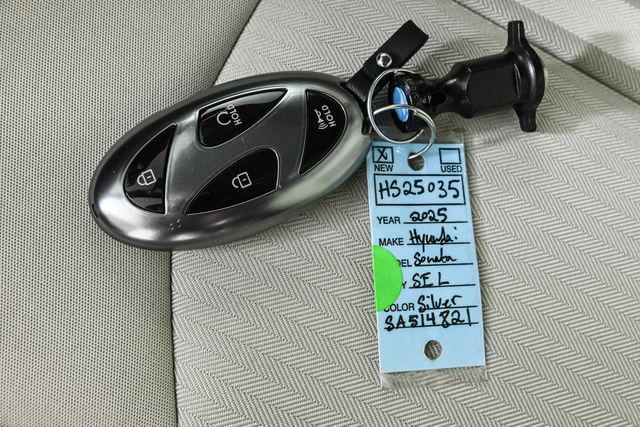 HOLD
HOLD
X
NEW USED
HS25035
YEAR 2025
MAKE Hyundai
DEL Sonata
Y SEL
COLOR Silver
SA514821